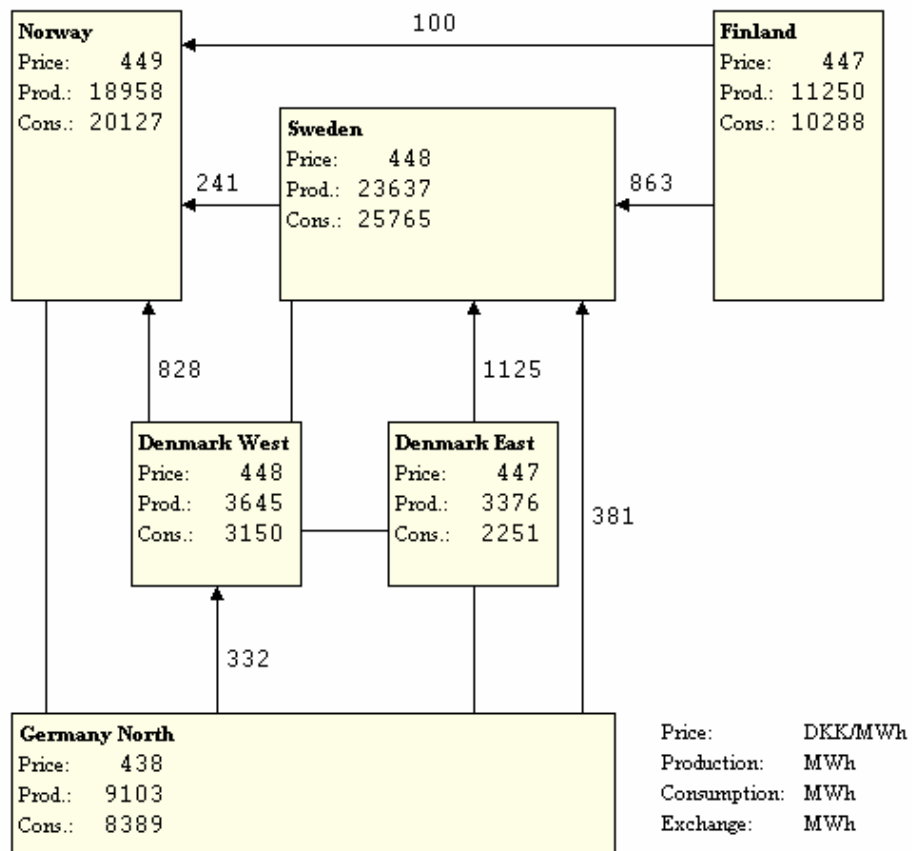 100
Norway
Price: 449
Prod.: 18958
Cons.: 20127
Finland
Price: 447
Prod.: 11250
Cons.: 10288
Sweden
Price: 448
Prod.: 23637
Cons.: 25765
241
863
828
1125
Denmark West
Price: 448
Prod.: 3645
Cons.: 3150
Denmark East
Price: 447
Prod.: 3376
Cons.: 2251
381
332
Germany North
Price: 438
Prod.: 9103
Cons.: 8389
Price: DKK/MWh
Production: MWh
Consumption: MWh
Exchange: MWh